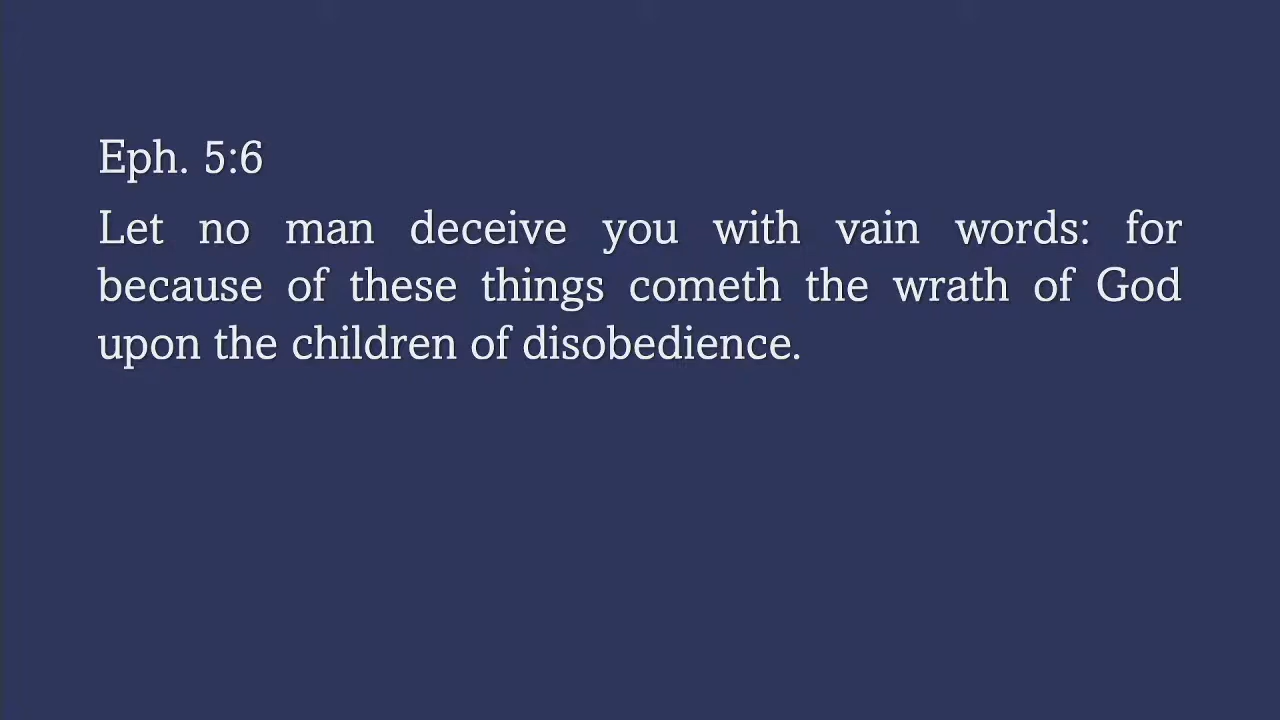 Eph. 5:6
Let no man deceive you with vain words: for
because of these things cometh the wrath of God
upon the children of disobedience.